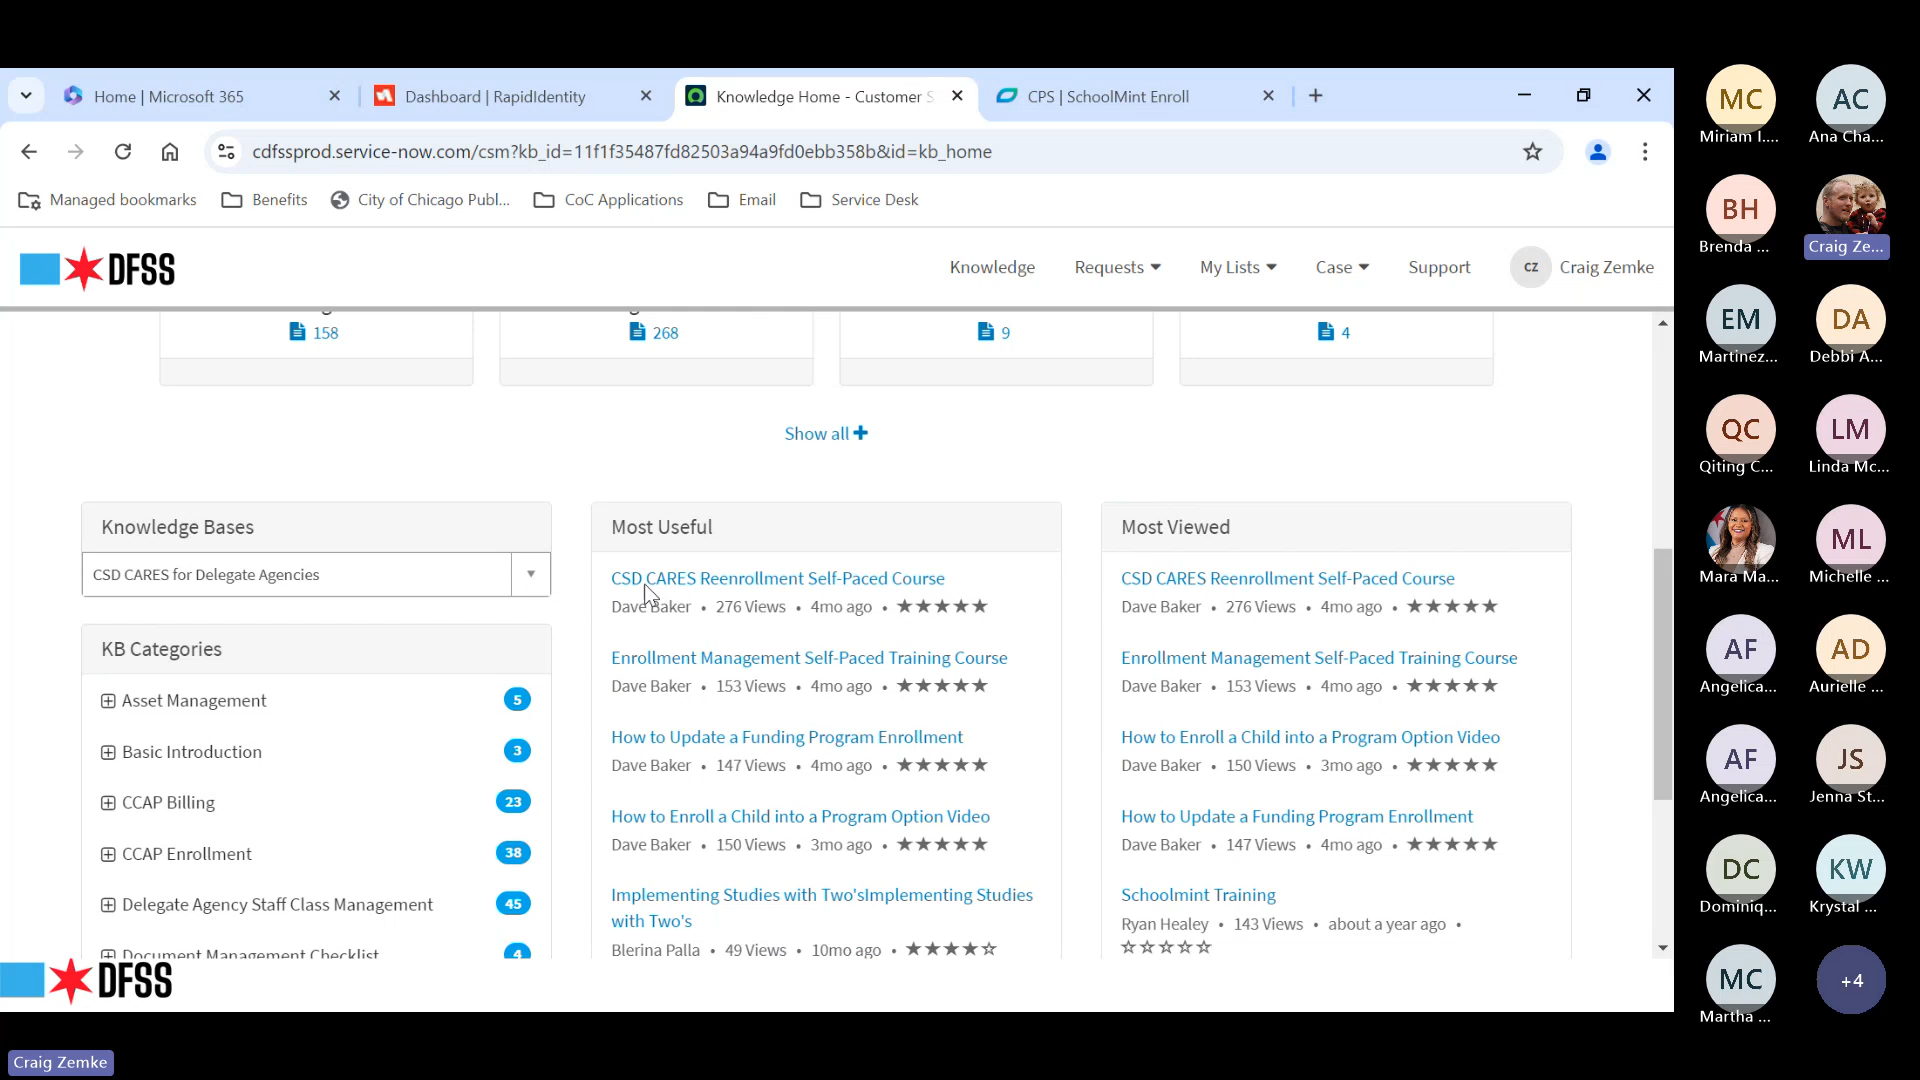 Home | Microsoft 365
Dashboard | RapidIdentity
Knowledge Home - Customer S
CPS | SchoolMint Enroll
cdfssprod.service-now.com/csm?kb_id=11f1f35487fd82503a94a9fd0ebb358b&id=kb_home
Managed bookmarks
Benefits
City of Chicago Publ...
CoC Applications
Email
Service Desk
DFSS
Knowledge
Requests
My Lists
Case
Support
CZ
Craig Zemke
158
268
9
4
Show all
Knowledge Bases
CSD CARES for Delegate Agencies
KB Categories
Asset Management 5
Basic Introduction 3
CCAP Billing 23
CCAP Enrollment 38
Delegate Agency Staff Class Management 45
Document Management Checklist 4
Most Useful
CSD CARES Reenrollment Self-Paced Course
Dave Baker • 276 Views • 4mo ago • ★★★★★
Enrollment Management Self-Paced Training Course
Dave Baker • 153 Views • 4mo ago • ★★★★★
How to Update a Funding Program Enrollment
Dave Baker • 147 Views • 4mo ago • ★★★★★
How to Enroll a Child into a Program Option Video
Dave Baker • 150 Views • 3mo ago • ★★★★★
Implementing Studies with Two'sImplementing Studies
with Two's
Blerina Palla • 49 Views • 10mo ago • ★★★★☆
Most Viewed
CSD CARES Reenrollment Self-Paced Course
Dave Baker • 276 Views • 4mo ago • ★★★★★
Enrollment Management Self-Paced Training Course
Dave Baker • 153 Views • 4mo ago • ★★★★★
How to Enroll a Child into a Program Option Video
Dave Baker • 150 Views • 3mo ago • ★★★★★
How to Update a Funding Program Enrollment
Dave Baker • 147 Views • 4mo ago • ★★★★★
Schoolmint Training
Ryan Healey • 143 Views • about a year ago •
☆☆☆☆☆
DFSS
Craig Zemke
MC
Miriam I....
AC
Ana Cha...
BH
Brenda ...
Craig Ze...
EM
Martinez...
DA
Debbi A...
QC
Qiting C...
LM
Linda Mc...
Mara Ma...
ML
Michelle ...
AF
Angelica...
AD
Aurielle ...
AF
Angelica...
JS
Jenna St...
DC
Dominiq...
KW
Krystal ...
MC
Martha ...
+4